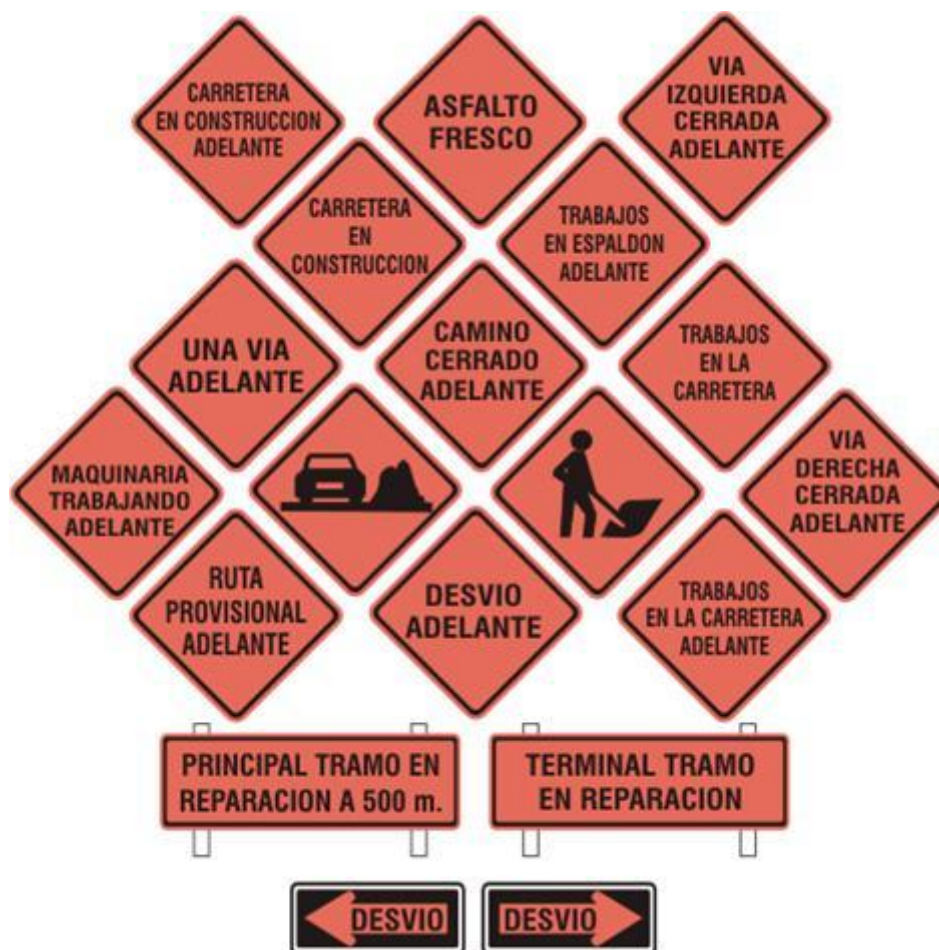 CARRETERA
EN CONSTRUCCION
ADELANTE
ASFALTO
FRESCO
VIA
IZQUIERDA
CERRADA
ADELANTE
CARRETERA
EN
CONSTRUCCION
TRABAJOS
EN ESPALDON
ADELANTE
UNA VIA
ADELANTE
CAMINO
CERRADO
ADELANTE
TRABAJOS
EN LA
CARRETERA
MAQUINARIA
TRABAJANDO
ADELANTE
VIA
DERECHA
CERRADA
ADELANTE
RUTA
PROVISIONAL
ADELANTE
DESVIO
ADELANTE
TRABAJOS
EN LA CARRETERA
ADELANTE
PRINCIPAL TRAMO EN
REPARACION A 500 m.
TERMINAL TRAMO
EN REPARACION
DESVIO
DESVIO